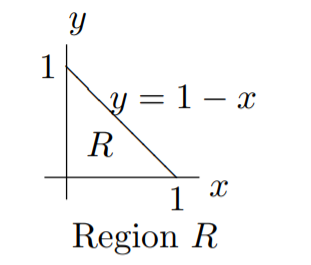 y
1
y = 1 − x
R
1
x
Region R